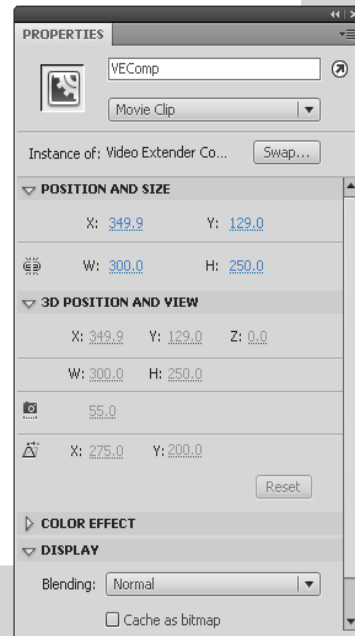 PROPERTIES
VEComp
Movie Clip
Instance of: Video Extender Co... Swap...
POSITION AND SIZE
X: 349.9 Y: 129.0
W: 300.0 H: 250.0
3D POSITION AND VIEW
X: 349.9 Y: 129.0 Z: 0.0
W: 300.0 H: 250.0
55.0
X: 275.0 Y: 200.0
Reset
COLOR EFFECT
DISPLAY
Blending: Normal
Cache as bitmap